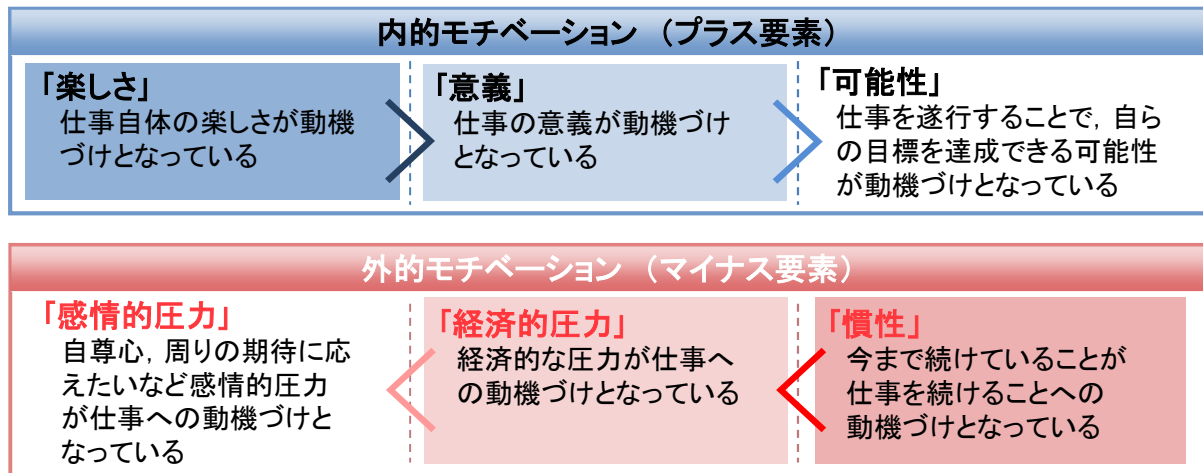 内的モチベーション （プラス要素）
「楽しさ」
仕事自体の楽しさが動機
づけとなっている
「意義」
仕事の意義が動機づけ
となっている
「可能性」
仕事を遂行することで，自ら
の目標を達成できる可能性
が動機づけとなっている
外的モチベーション （マイナス要素）
「感情的圧力」
自尊心，周りの期待に応
えたいなど感情的圧力
が仕事への動機づけと
なっている
「経済的圧力」
経済的な圧力が仕事へ
の動機づけとなっている
「慣性」
今まで続けていることが
仕事を続けることへの
動機づけとなっている